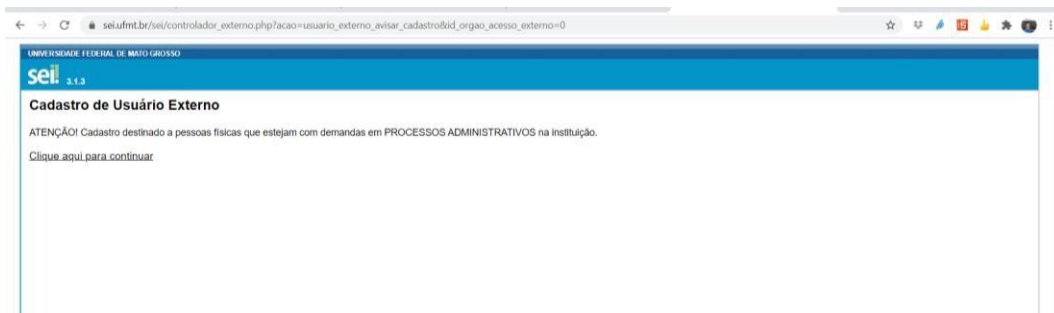 sei.ufmt.br/sei/controlador_externo.php?acao=usuario_externo_avisar_cadastro&id_orgao_acesso_externo=0
UNIVERSIDADE FEDERAL DE MATO GROSSO
sei! 3.1.3
Cadastro de Usuário Externo
ATENÇÃO! Cadastro destinado a pessoas físicas que estejam com demandas em PROCESSOS ADMINISTRATIVOS na instituição.
Clique aqui para continuar